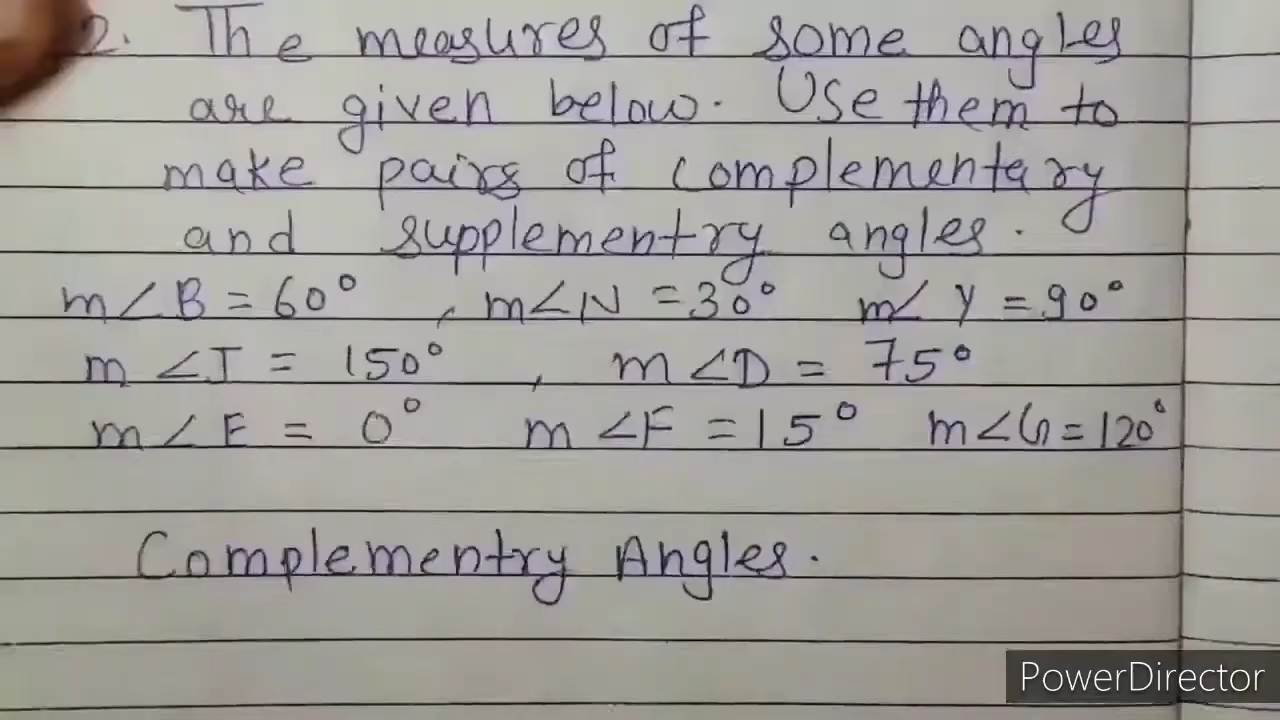 2. The measures of some angles
are given below. Use them to
make pairs of complementary
and supplementry angles.
m∠B = 60° , m∠N = 30° m∠ Y = 90°
m ∠J = 150° , m ∠D = 75°
m ∠E = 0° m ∠F = 15° m∠G = 120°
Complementry Angles.
PowerDirector